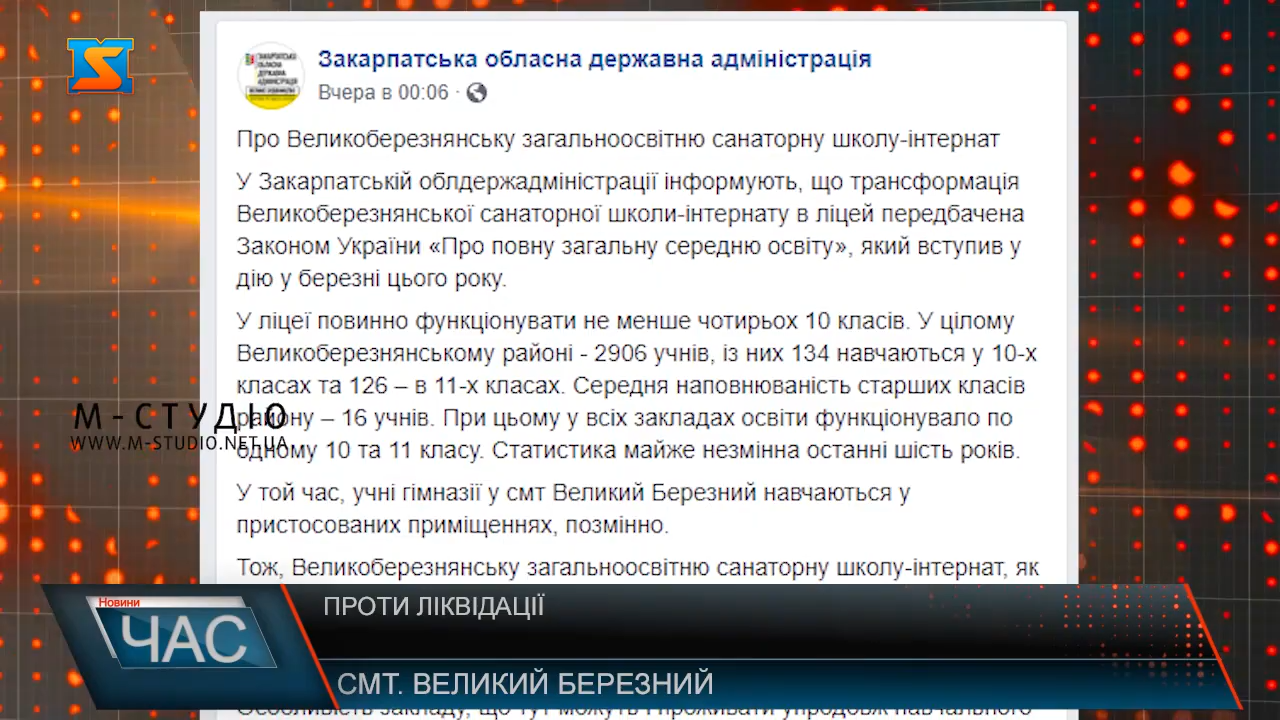 Закарпатська обласна державна адміністрація
Вчера в 00:06 ·
Про Великоберезнянську загальноосвітню санаторну школу-інтернат
У Закарпатській облдержадміністрації інформують, що трансформація
Великоберезнянської санаторної школи-інтернату в ліцей передбачена
Законом України «Про повну загальну середню освіту», який вступив у
дію у березні цього року.
У ліцеї повинно функціонувати не менше чотирьох 10 класів. У цілому
Великоберезнянському районі - 2906 учнів, із них 134 навчаються у 10-х
класах та 126 – в 11-х класах. Середня наповнюваність старших класів
району – 16 учнів. При цьому у всіх закладах освіти функціонувало по
одному 10 та 11 класу. Статистика майже незмінна останні шість років.
М-СТУДІО
WWW.M-STUDIO.NET.UA
У той час, учні гімназії у смт Великий Березний навчаються у
пристосованих приміщеннях, позмінно.
Тож, Великоберезнянську загальноосвітню санаторну школу-інтернат, як
Новини
ЧАС
ПРОТИ ЛІКВІДАЦІЇ
СМТ. ВЕЛИКИЙ БЕРЕЗНИЙ